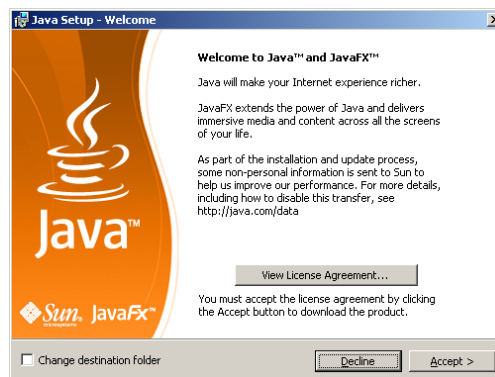 Java Setup - Welcome
Welcome to Java™ and JavaFX™
Java will make your Internet experience richer.
JavaFX extends the power of Java and delivers
immersive media and content across all the screens
of your life.
As part of the installation and update process,
some non-personal information is sent to Sun to
help us improve our performance. For more details,
including how to disable this transfer, see
http://java.com/data
Java™
View License Agreement...
Sun microsystems JavaFX™
You must accept the license agreement by clicking
the Accept button to download the product.
Change destination folder
Decline
Accept >